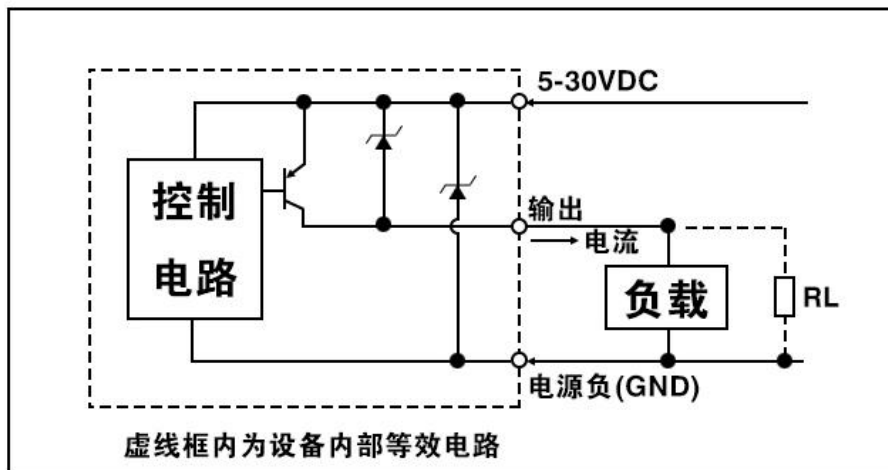 5-30VDC
控制
电路
输出
电流
负载
RL
电源负(GND)
虚线框内为设备内部等效电路